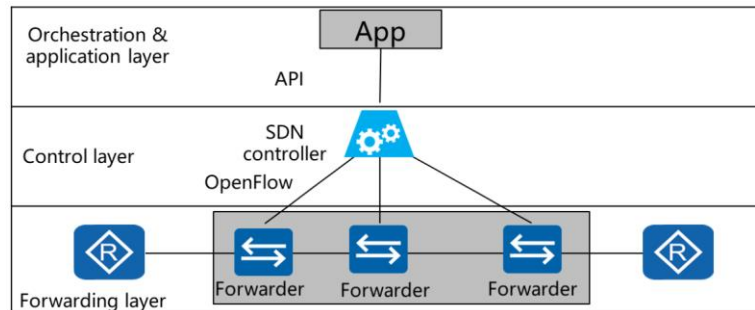 Orchestration &
application layer
App
API
Control layer
SDN
controller
OpenFlow
R
R
Forwarder
Forwarder
Forwarder
Forwarding layer